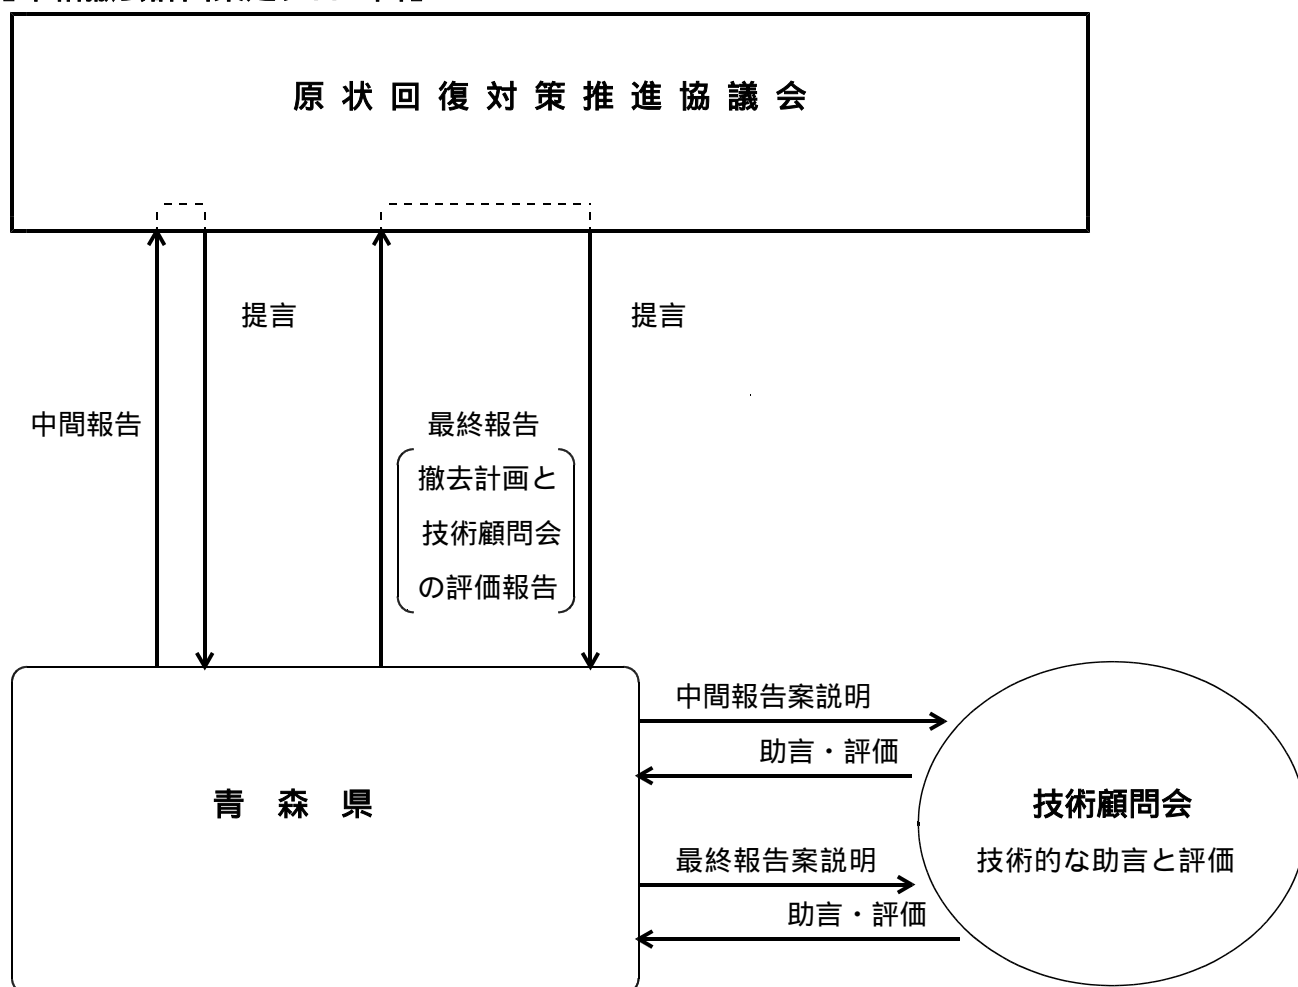 原状回復対策推進協議会
提言
提言
中間報告
最終報告
撤去計画と
技術顧問会
の評価報告
中間報告案説明
助言・評価
青森県
技術顧問会
技術的な助言と評価
最終報告案説明
助言・評価